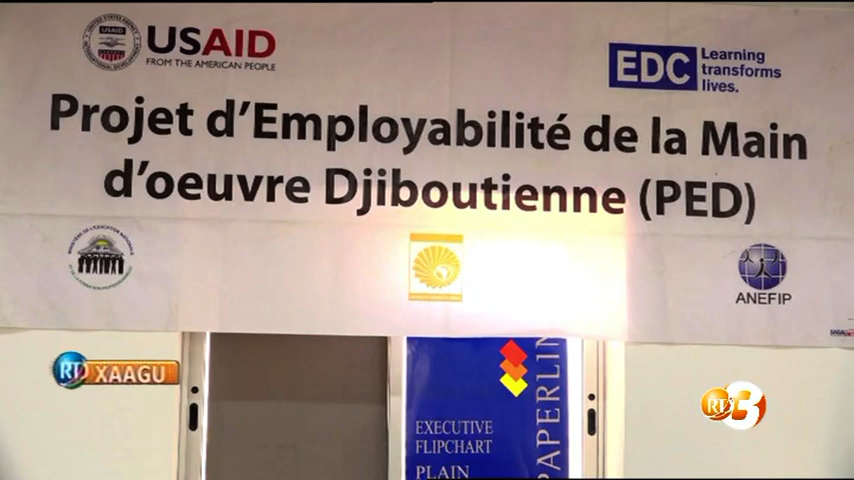 USAID
FROM THE AMERICAN PEOPLE
EDC
Learning
transforms
lives.
Projet d'Employabilité de la Main
d'oeuvre Djiboutienne (PED)
ANEFIP
RTD XAAGU
EXECUTIVE
FLIPCHART
PLAIN
PAPERLIN
3